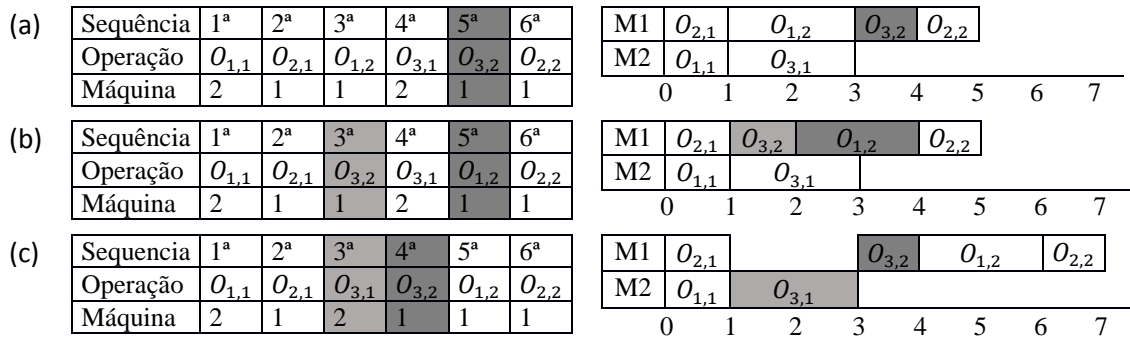 (a)
Sequência 1ª 2ª 3ª 4ª 5ª 6ª
Operação O1,1 O2,1 O1,2 O3,1 O3,2 O2,2
Máquina 2 1 1 2 1 1
M1 O2,1 O1,2 O3,2 O2,2
M2 O1,1 O3,1
0 1 2 3 4 5 6 7
(b)
Sequência 1ª 2ª 3ª 4ª 5ª 6ª
Operação O1,1 O2,1 O3,2 O3,1 O1,2 O2,2
Máquina 2 1 1 2 1 1
M1 O2,1 O3,2 O1,2 O2,2
M2 O1,1 O3,1
0 1 2 3 4 5 6 7
(c)
Sequencia 1ª 2ª 3ª 4ª 5ª 6ª
Operação O1,1 O2,1 O3,1 O3,2 O1,2 O2,2
Máquina 2 1 2 1 1 1
M1 O2,1 O3,2 O1,2 O2,2
M2 O1,1 O3,1
0 1 2 3 4 5 6 7